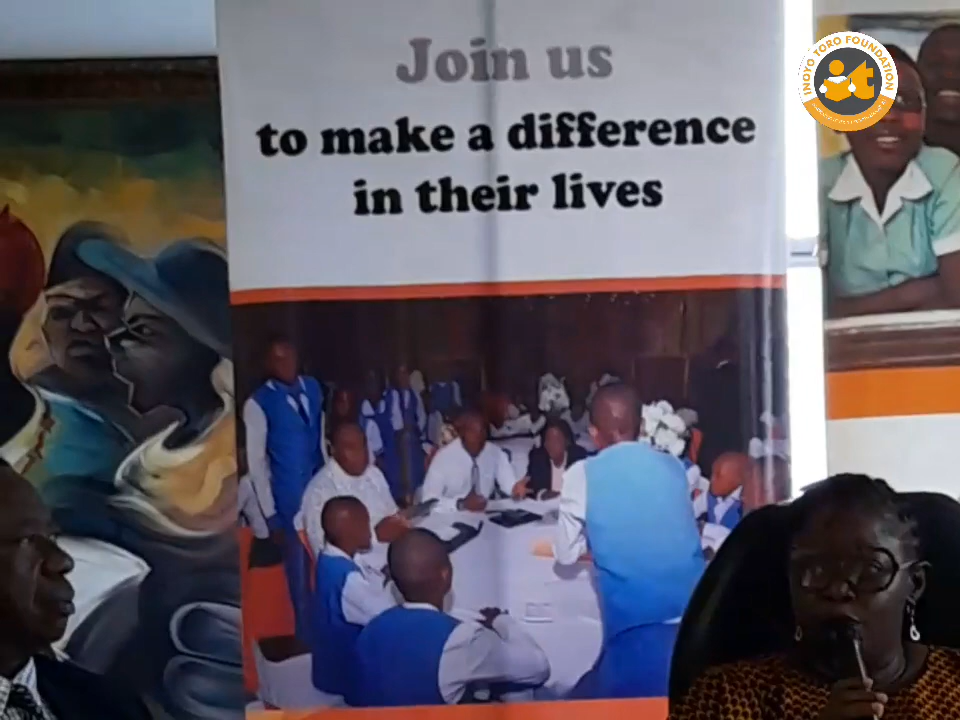 Join us
to make a difference
in their lives
INOYO TORO FOUNDATION